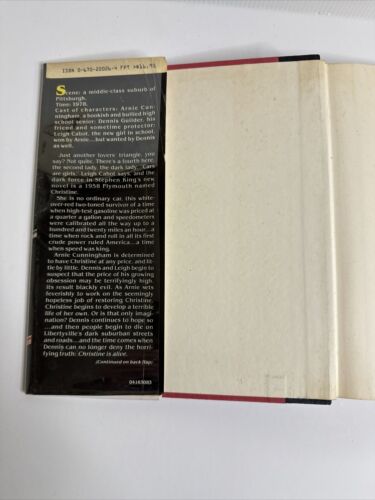 ISBN 0-670-22026-4 FPT >$16.95
Scene: a middle-class suburb of
Pittsburgh.
Time: 1978.
Cast of characters: Arnie Cun-
ningham, a bookish and bullied high
school senior; Dennis Guilder, his
friend and sometime protector;
Leigh Cabot, the new girl in school,
won by Arnie...but wanted by Dennis
as well.
Just another lovers' triangle, you
say? Not quite. There's a fourth here,
the second lady, the dark lady. "Cars
are girls," Leigh Cabot says, and the
dark force in Stephen King's new
novel is a 1958 Plymouth named
Christine.
She is no ordinary car, this white-
over-red two-toned survivor of a time
when high-test gasoline was priced at
a quarter a gallon and speedometers
were calibrated all the way up to a
hundred and twenty miles an hour...a
time when rock and roll in all its first
crude power ruled America...a time
when speed was king.
Arnie Cunningham is determined
to have Christine at any price, and lit-
tle by little, Dennis and Leigh begin to
suspect that the price of his growing
obsession may be terrifyingly high,
its result blackly evil. As Arnie sets
feverishly to work on the seemingly
hopeless job of restoring Christine,
Christine begins to develop a terrible
life of her own. Or is that only imagi-
nation? Dennis continues to hope so
...and then people begin to die on
Libertyville's dark suburban streets
and roads...and the time comes when
Dennis can no longer deny the horri-
fying truth: Christine is alive.
(Continued on back flap)
04183083